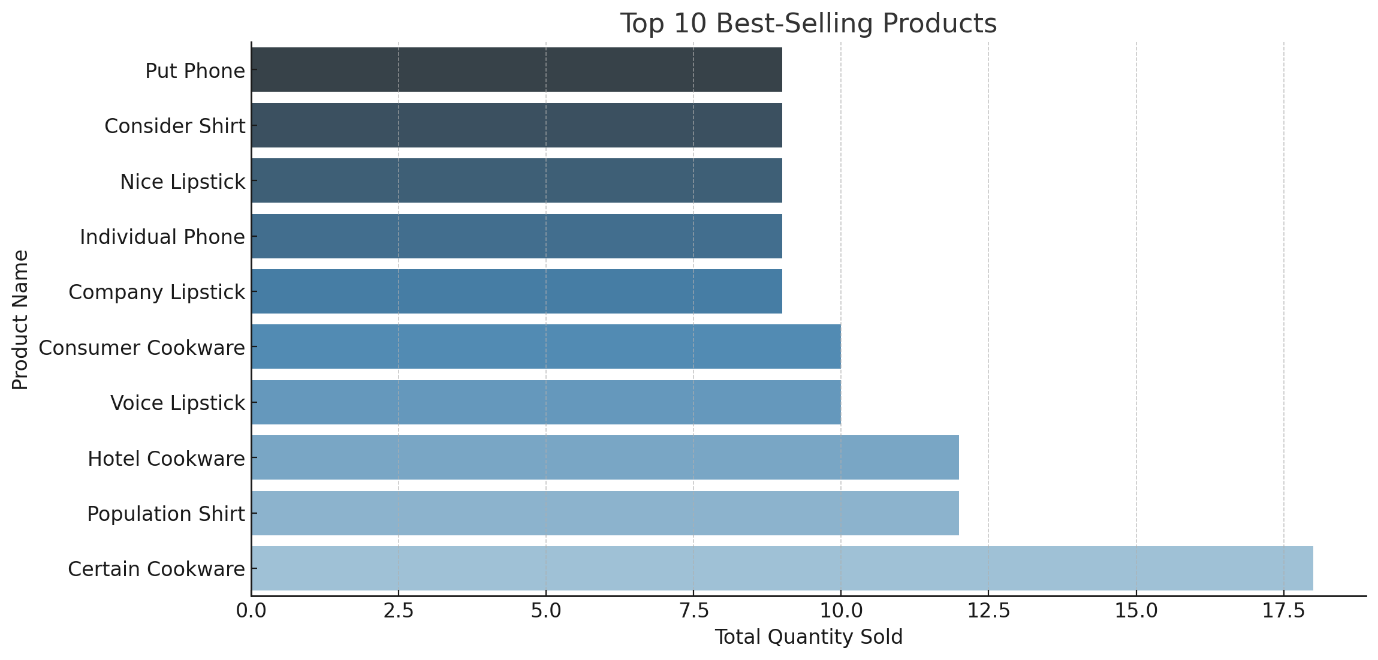 Top 10 Best-Selling Products
Product Name
Put Phone
Consider Shirt
Nice Lipstick
Individual Phone
Company Lipstick
Consumer Cookware
Voice Lipstick
Hotel Cookware
Population Shirt
Certain Cookware
0.0 2.5 5.0 7.5 10.0 12.5 15.0 17.5
Total Quantity Sold